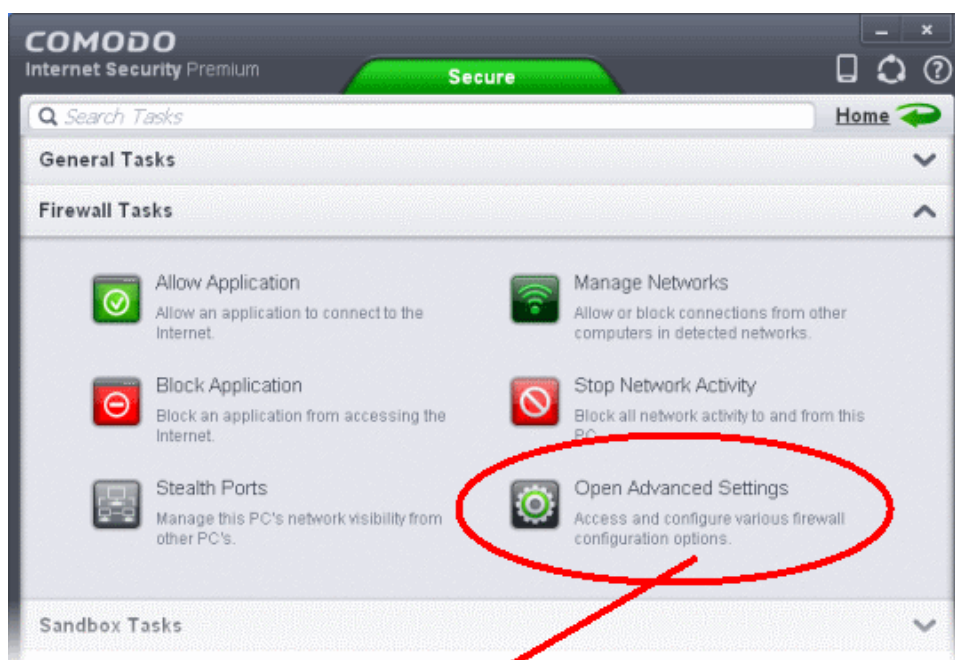 COMODO
Internet Security Premium
Secure
Search Tasks
Home
General Tasks
Firewall Tasks
Allow Application
Allow an application to connect to the
Internet.
Manage Networks
Allow or block connections from other
computers in detected networks.
Block Application
Block an application from accessing the
Internet.
Stop Network Activity
Block all network activity to and from this
PC.
Stealth Ports
Manage this PC's network visibility from
other PC's.
Open Advanced Settings
Access and configure various firewall
configuration options.
Sandbox Tasks